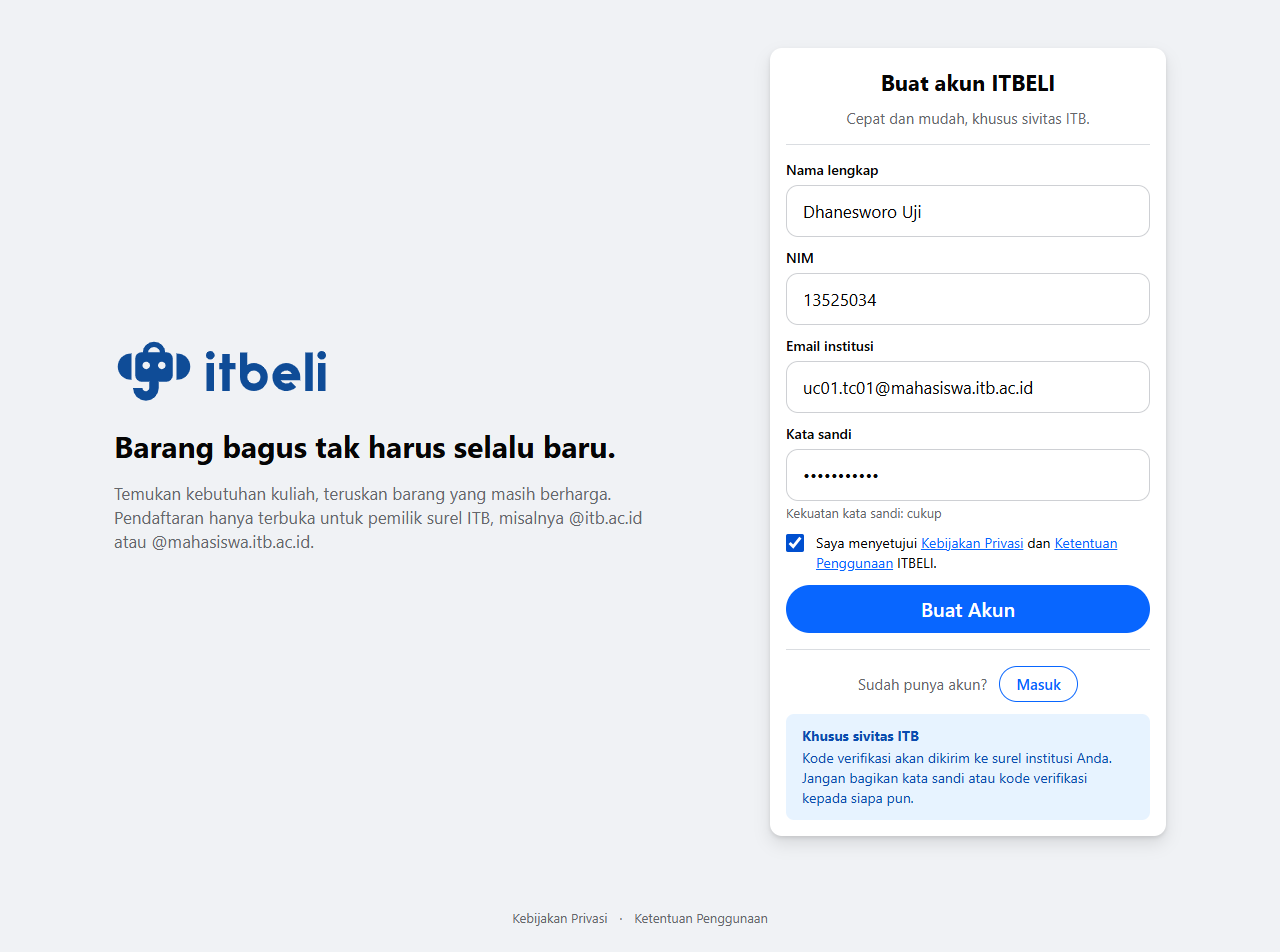 itbeli
Barang bagus tak harus selalu baru.
Temukan kebutuhan kuliah, teruskan barang yang masih berharga.
Pendaftaran hanya terbuka untuk pemilik surel ITB, misalnya @itb.ac.id
atau @mahasiswa.itb.ac.id.
Buat akun ITBELI
Cepat dan mudah, khusus sivitas ITB.
Nama lengkap
Dhanesworo Uji
NIM
13525034
Email institusi
uc01.tc01@mahasiswa.itb.ac.id
Kata sandi
•••••••••••
Kekuatan kata sandi: cukup
Saya menyetujui Kebijakan Privasi dan Ketentuan
Penggunaan ITBELI.
Buat Akun
Sudah punya akun? Masuk
Khusus sivitas ITB
Kode verifikasi akan dikirim ke surel institusi Anda.
Jangan bagikan kata sandi atau kode verifikasi
kepada siapa pun.
Kebijakan Privasi · Ketentuan Penggunaan